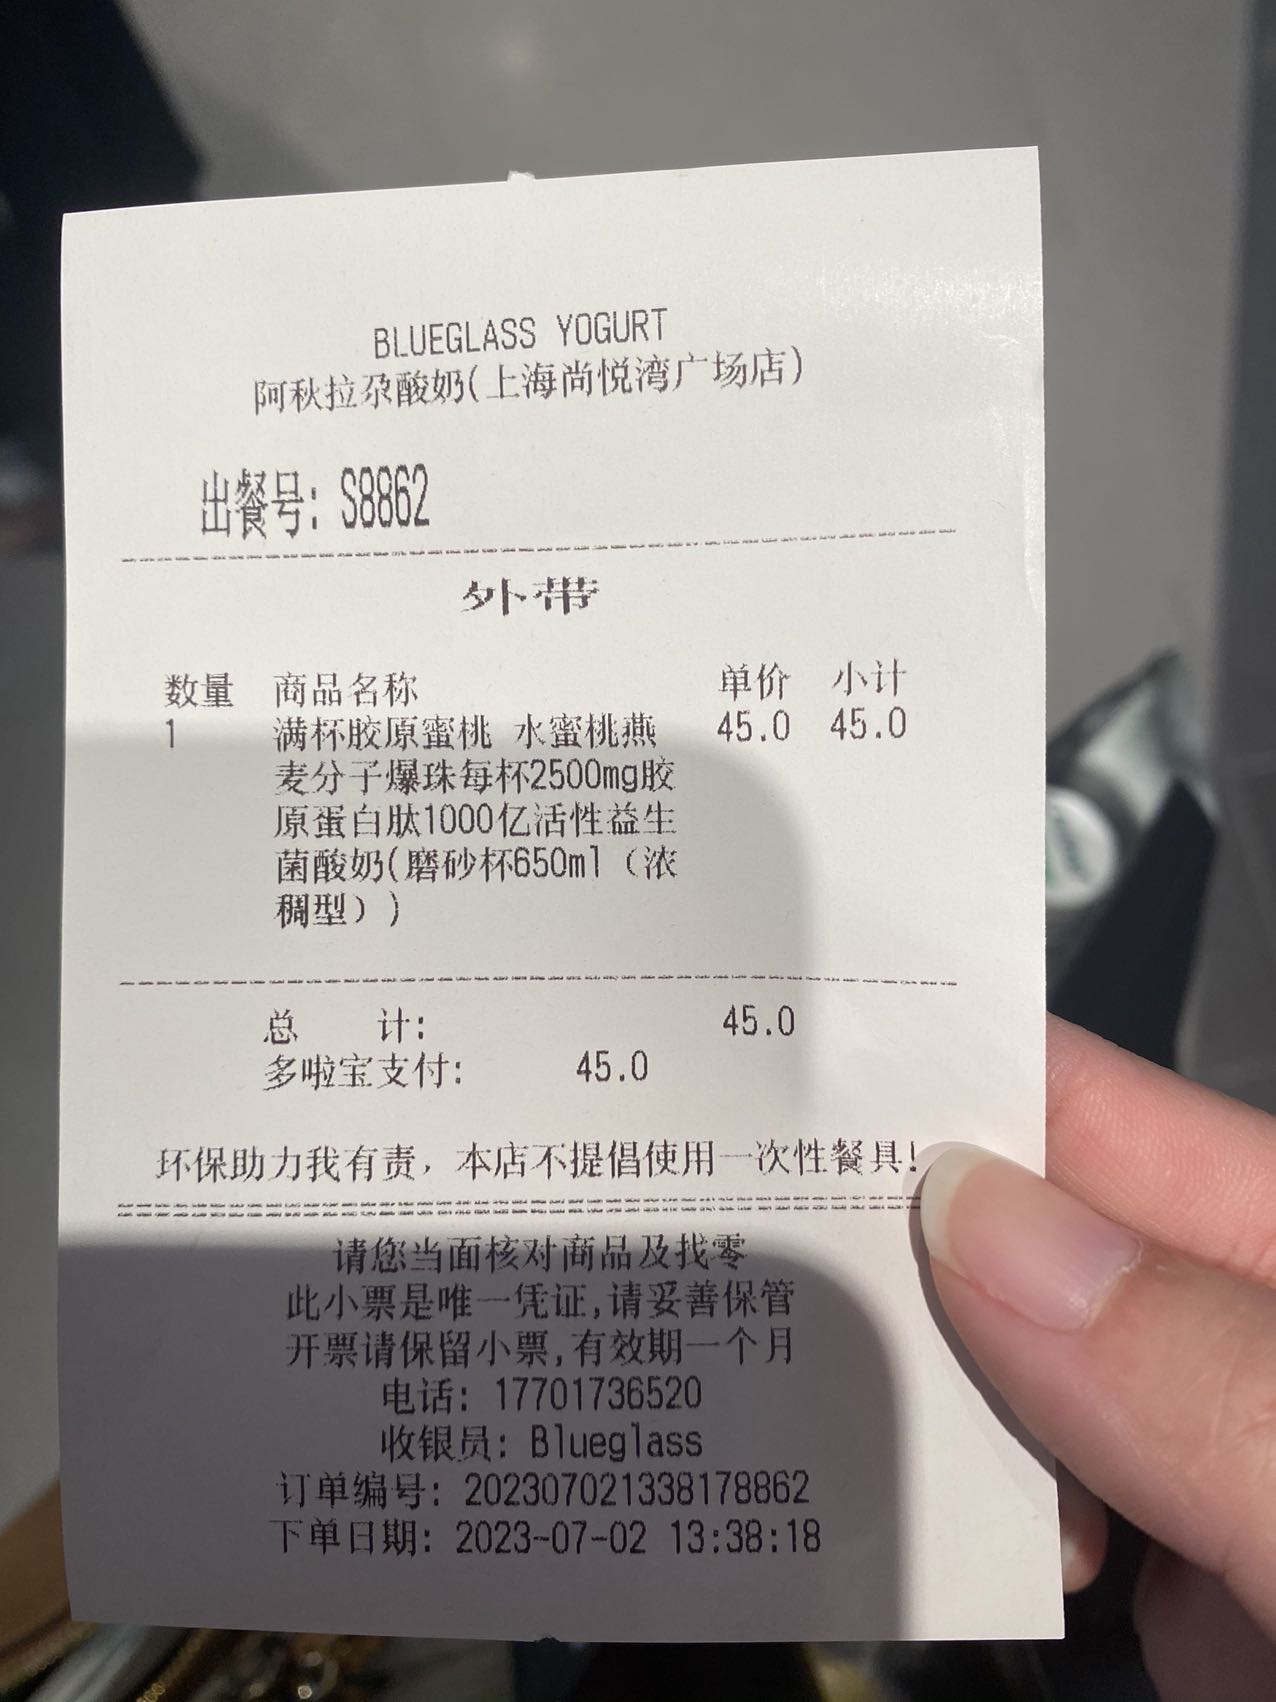 BLUEGLASS YOGURT
阿秋拉尕酸奶(上海尚悦湾广场店)
出餐号: S8862
外带
数量 商品名称 单价 小计
1 满杯胶原蜜桃 水蜜桃燕 45.0 45.0
麦分子爆珠每杯2500mg胶
原蛋白肽1000亿活性益生
菌酸奶(磨砂杯650ml（浓
稠型）)
总 计: 45.0
多啦宝支付: 45.0
环保助力我有责，本店不提倡使用一次性餐具!
请您当面核对商品及找零
此小票是唯一凭证,请妥善保管
开票请保留小票,有效期一个月
电话: 17701736520
收银员: Blueglass
订单编号: 202307021338178862
下单日期: 2023-07-02 13:38:18